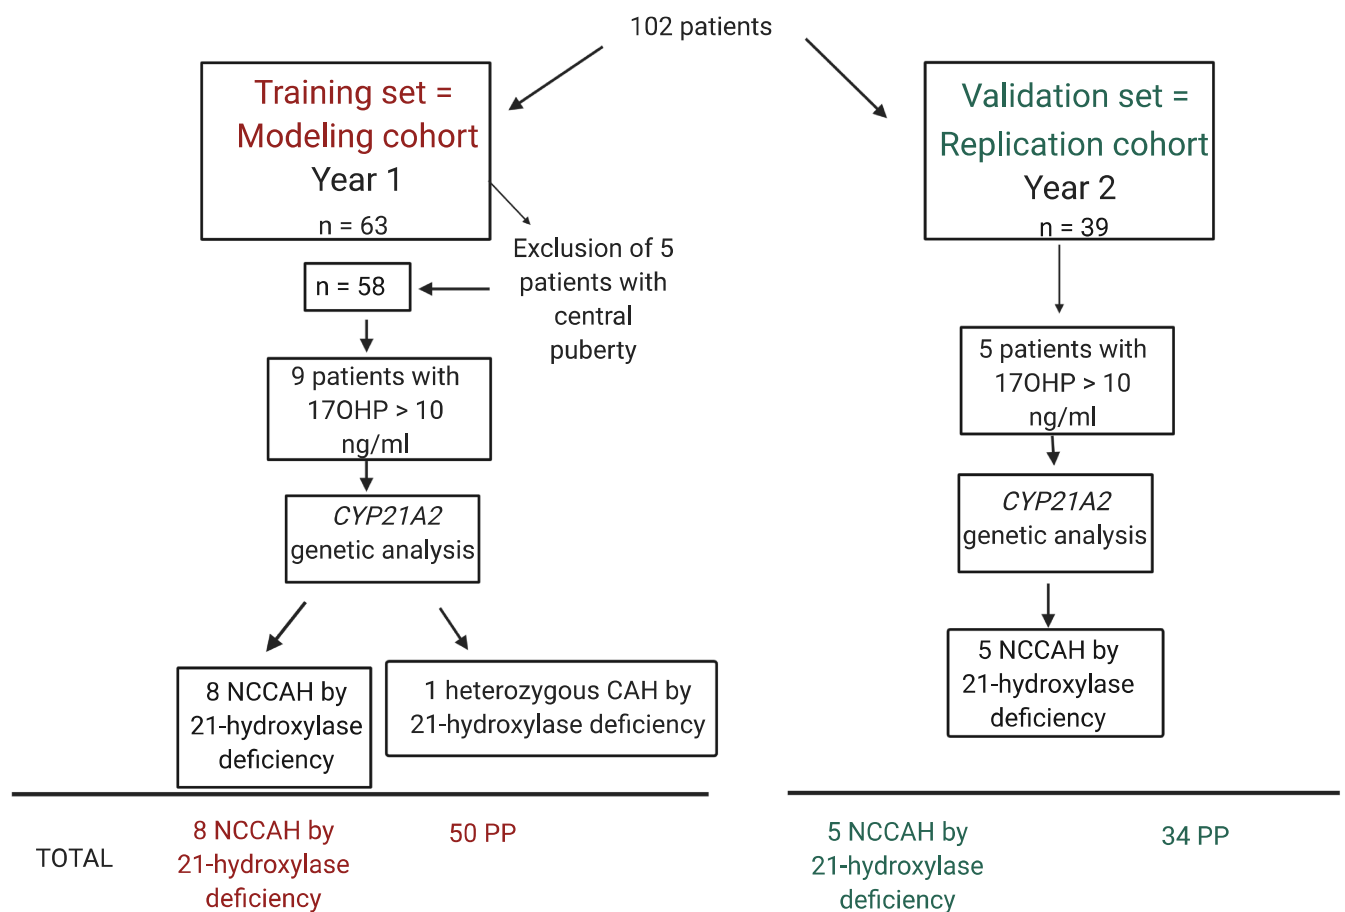 102 patients
Training set =
Modeling cohort
Year 1
n = 63
Validation set =
Replication cohort
Year 2
n = 39
Exclusion of 5
patients with
central
puberty
n = 58
9 patients with
17OHP > 10
ng/ml
5 patients with
17OHP > 10
ng/ml
CYP21A2
genetic analysis
CYP21A2
genetic analysis
8 NCCAH by
21-hydroxylase
deficiency
1 heterozygous CAH by
21-hydroxylase deficiency
5 NCCAH by
21-hydroxylase
deficiency
TOTAL
8 NCCAH by
21-hydroxylase
deficiency
50 PP
5 NCCAH by
21-hydroxylase
deficiency
34 PP